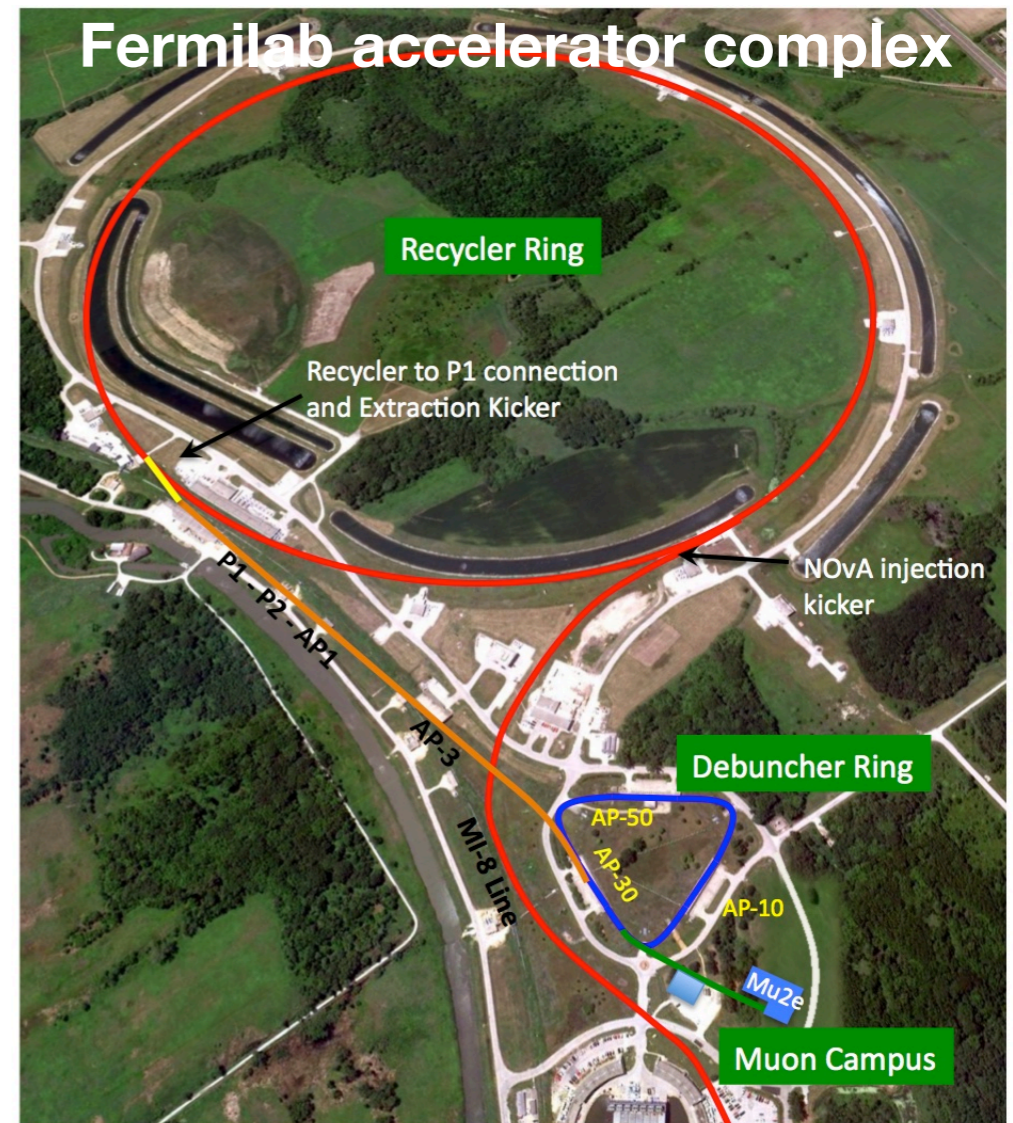 Fermilab accelerator complex
Recycler Ring
Recycler to P1 connection
and Extraction Kicker
NOvA injection
kicker
P1 - P2 - AP1
AP-3
Debuncher Ring
AP-50
MI-8 Line
AP-30
AP-10
Mu2e
Muon Campus